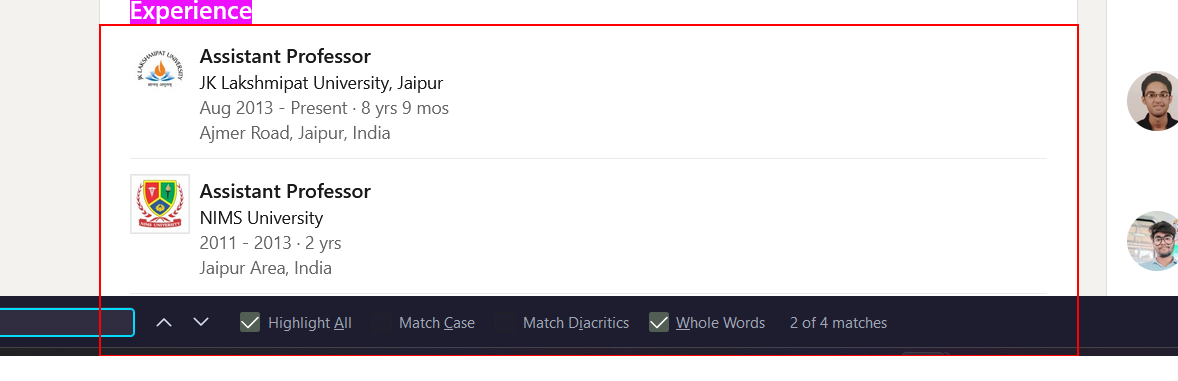 Experience
JK LAKSHMIPAT UNIVERSITY
Assistant Professor
JK Lakshmipat University, Jaipur
Aug 2013 - Present · 8 yrs 9 mos
Ajmer Road, Jaipur, India
NIMS UNIVERSITY
Assistant Professor
NIMS University
2011 - 2013 · 2 yrs
Jaipur Area, India
Highlight All Match Case Match Diacritics Whole Words 2 of 4 matches